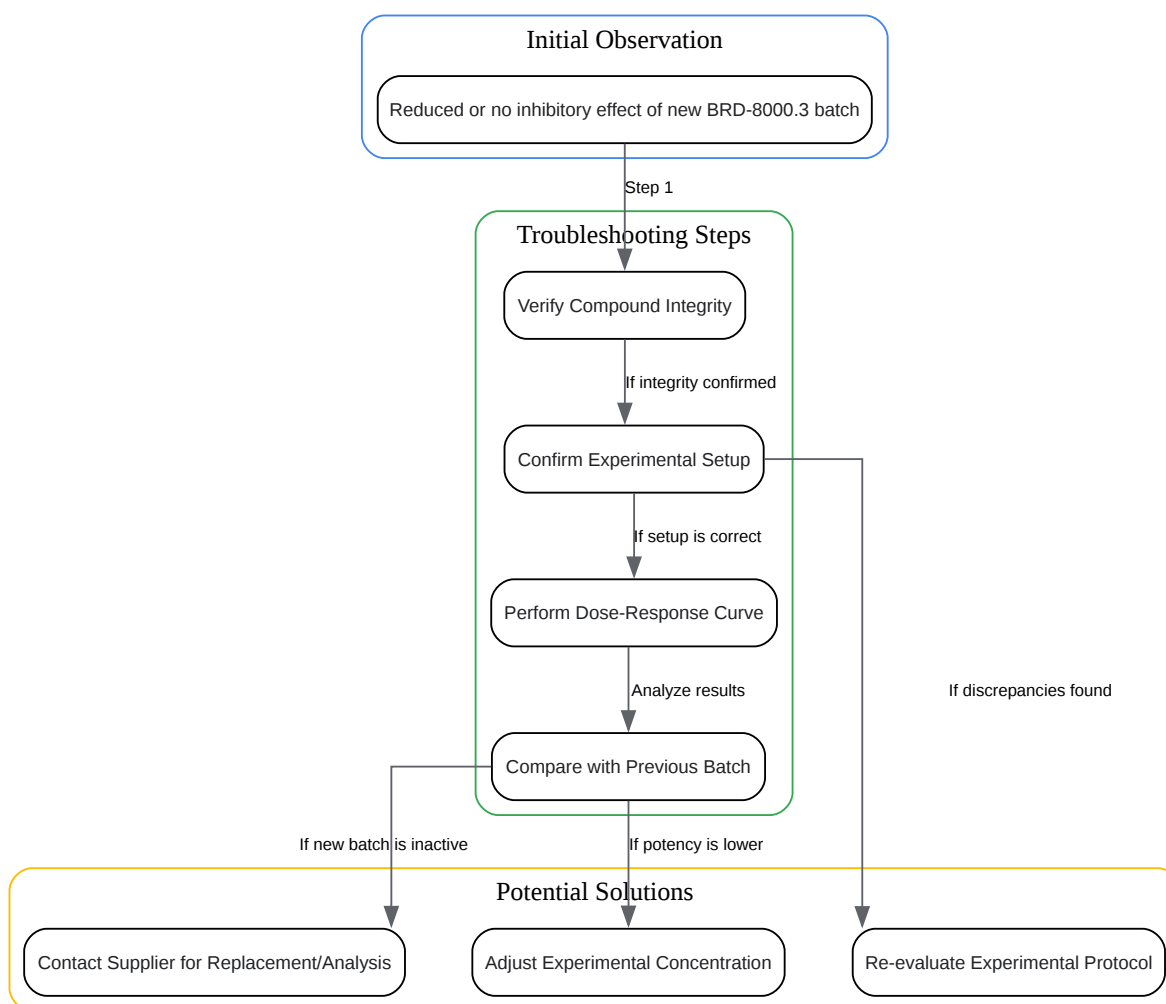 Initial Observation
Reduced or no inhibitory effect of new BRD-8000.3 batch
Step 1
Troubleshooting Steps
Verify Compound Integrity
If integrity confirmed
Confirm Experimental Setup
If setup is correct
Perform Dose-Response Curve
Analyze results
If discrepancies found
Compare with Previous Batch
If new batch is inactive
If potency is lower
Potential Solutions
Contact Supplier for Replacement/Analysis
Adjust Experimental Concentration
Re-evaluate Experimental Protocol